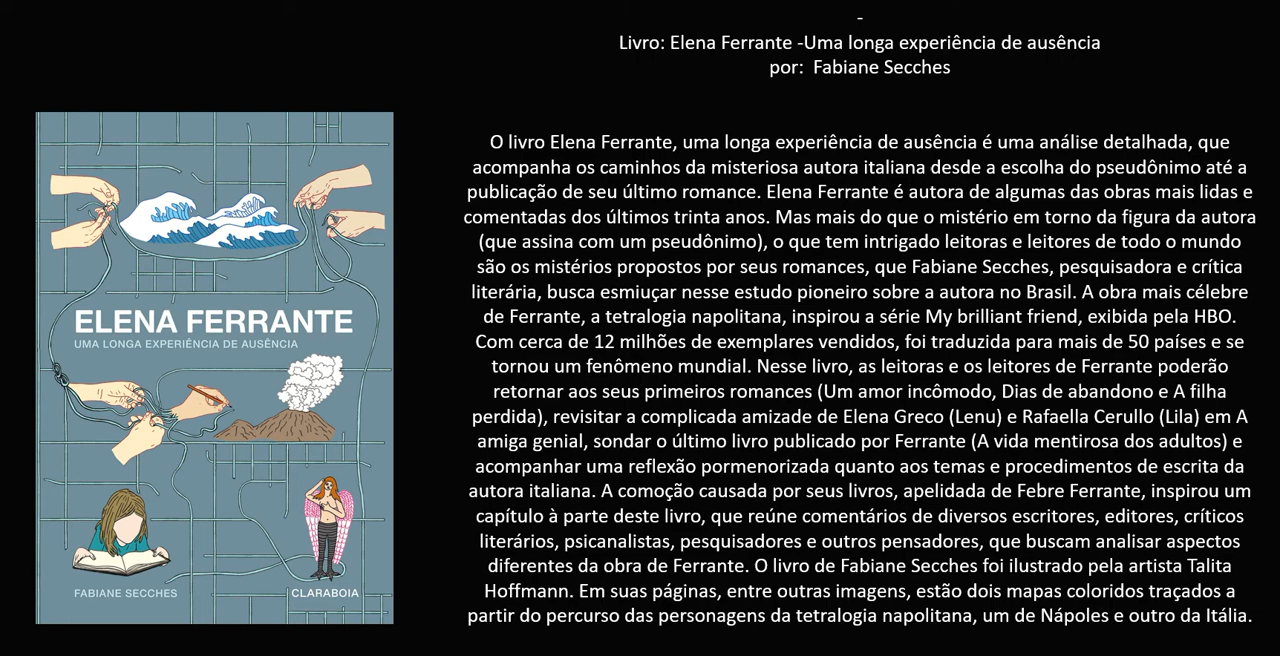 -
Livro: Elena Ferrante -Uma longa experiência de ausência
por:  Fabiane Secches
O livro Elena Ferrante, uma longa experiência de ausência é uma análise detalhada, que
acompanha os caminhos da misteriosa autora italiana desde a escolha do pseudônimo até a
publicação de seu último romance. Elena Ferrante é autora de algumas das obras mais lidas e
comentadas dos últimos trinta anos. Mas mais do que o mistério em torno da figura da autora
(que assina com um pseudônimo), o que tem intrigado leitoras e leitores de todo o mundo
são os mistérios propostos por seus romances, que Fabiane Secches, pesquisadora e crítica
literária, busca esmiuçar nesse estudo pioneiro sobre a autora no Brasil. A obra mais célebre
de Ferrante, a tetralogia napolitana, inspirou a série My brilliant friend, exibida pela HBO.
Com cerca de 12 milhões de exemplares vendidos, foi traduzida para mais de 50 países e se
tornou um fenômeno mundial. Nesse livro, as leitoras e os leitores de Ferrante poderão
retornar aos seus primeiros romances (Um amor incômodo, Dias de abandono e A filha
perdida), revisitar a complicada amizade de Elena Greco (Lenu) e Rafaella Cerullo (Lila) em A
amiga genial, sondar o último livro publicado por Ferrante (A vida mentirosa dos adultos) e
acompanhar uma reflexão pormenorizada quanto aos temas e procedimentos de escrita da
autora italiana. A comoção causada por seus livros, apelidada de Febre Ferrante, inspirou um
capítulo à parte deste livro, que reúne comentários de diversos escritores, editores, críticos
literários, psicanalistas, pesquisadores e outros pensadores, que buscam analisar aspectos
diferentes da obra de Ferrante. O livro de Fabiane Secches foi ilustrado pela artista Talita
Hoffmann. Em suas páginas, entre outras imagens, estão dois mapas coloridos traçados a
partir do percurso das personagens da tetralogia napolitana, um de Nápoles e outro da Itália.
ELENA FERRANTE
UMA LONGA EXPERIÊNCIA DE AUSÊNCIA
FABIANE SECCHES
CLARABOIA